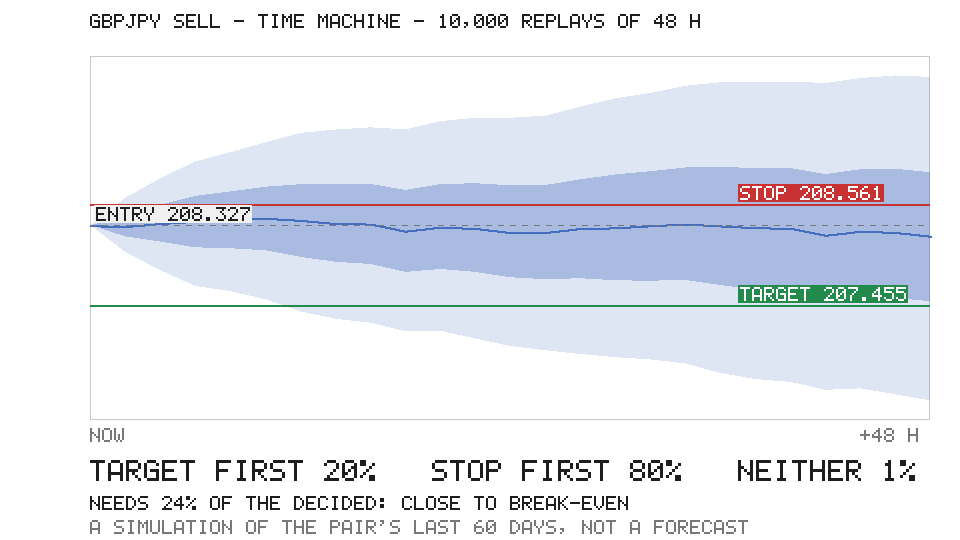 GBPJPY SELL – TIME MACHINE – 10,000 REPLAYS OF 48 H
STOP 208.561
ENTRY 208.327
TARGET 207.455
NOW +48 H
TARGET FIRST 20% STOP FIRST 80% NEITHER 1%
NEEDS 24% OF THE DECIDED: CLOSE TO BREAK-EVEN
A SIMULATION OF THE PAIR'S LAST 60 DAYS, NOT A FORECAST